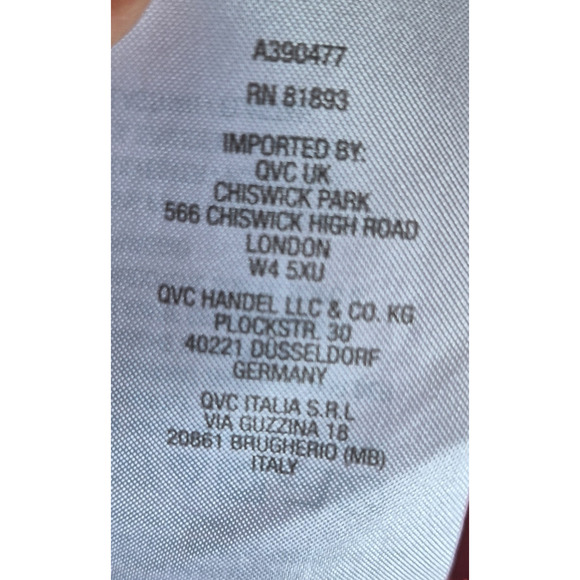 A390477
RN 81893
IMPORTED BY:
QVC UK
CHISWICK PARK
566 CHISWICK HIGH ROAD
LONDON
W4 5XU
QVC HANDEL LLC & CO. KG
PLOCKSTR. 30
40221 DÜSSELDORF
GERMANY
QVC ITALIA S.R.L
VIA GUZZINA 18
20861 BRUGHERIO (MB)
ITALY